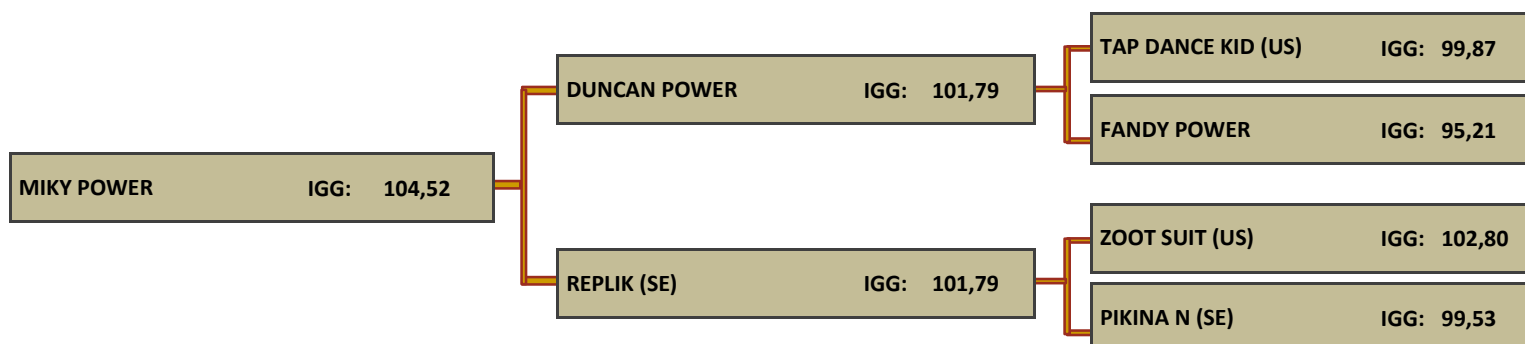 TAP DANCE KID (US) IGG: 99,87
DUNCAN POWER IGG: 101,79
FANDY POWER IGG: 95,21
MIKY POWER IGG: 104,52
ZOOT SUIT (US) IGG: 102,80
REPLIK (SE) IGG: 101,79
PIKINA N (SE) IGG: 99,53